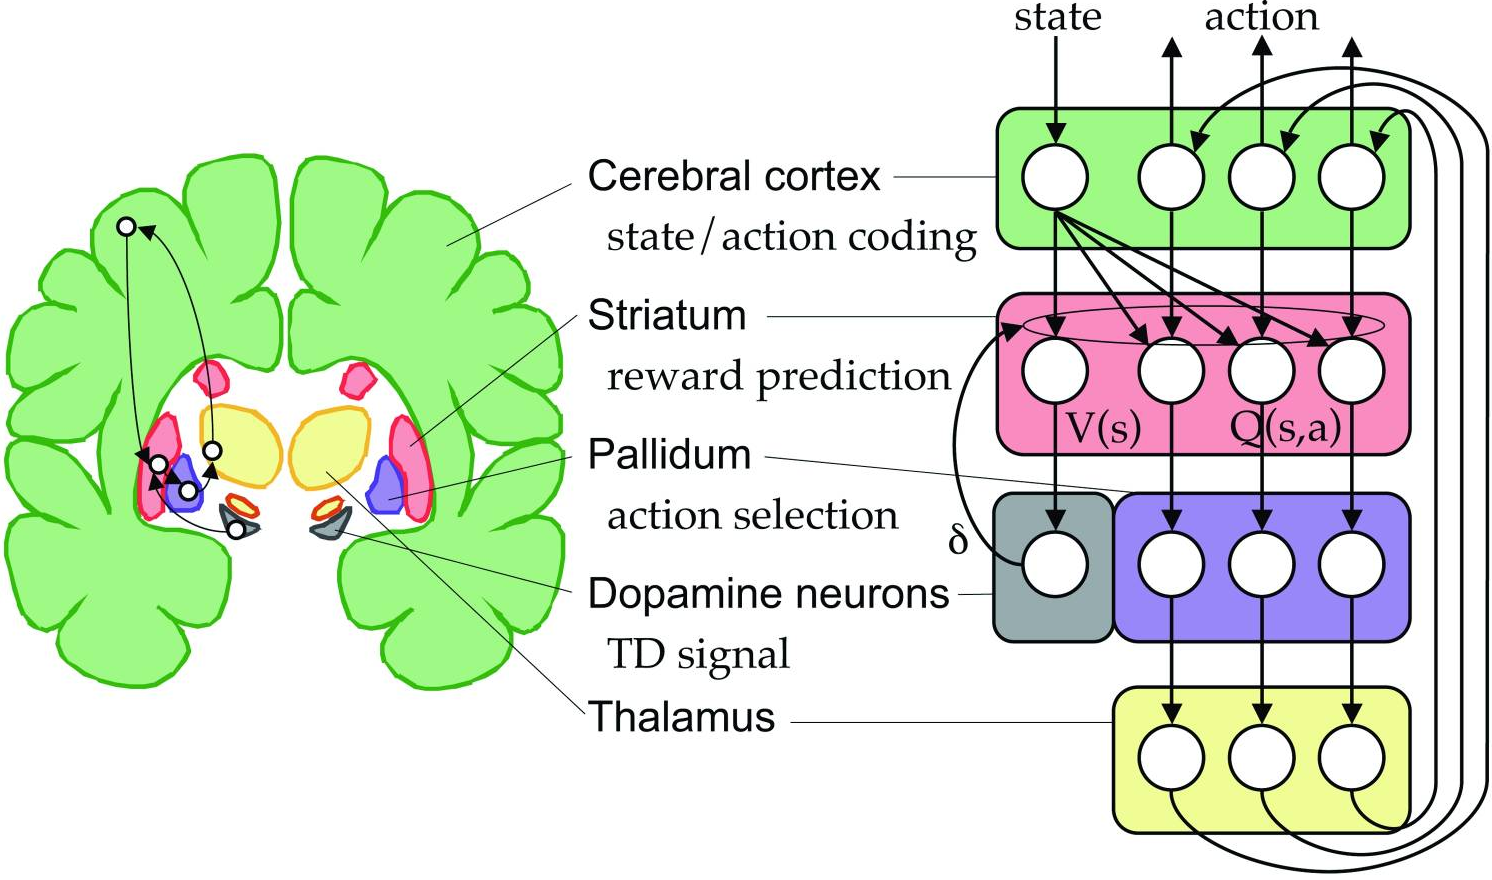 state
action
Cerebral cortex
state/action coding
Striatum
reward prediction
V(s)
Q(s,a)
Pallidum
action selection
δ
Dopamine neurons
TD signal
Thalamus